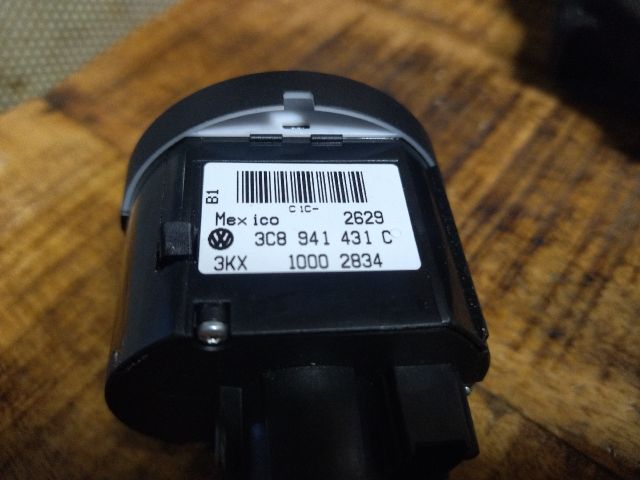 B1
C1C-
Mexico 2629
3C8 941 431 C
3KX 1000 2834